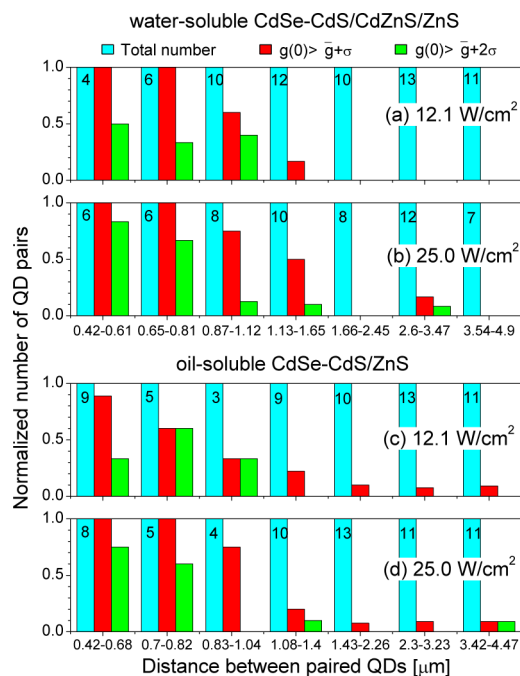 water-soluble CdSe-CdS/CdZnS/ZnS
Total number g(0)> g̅+σ g(0)> g̅+2σ
1.0
0.5
0.0
4 6 10 12 10 13 11
(a) 12.1 W/cm²
1.0
0.5
0.0
6 6 8 10 8 12 7
(b) 25.0 W/cm²
0.42-0.61 0.65-0.81 0.87-1.12 1.13-1.65 1.66-2.45 2.6-3.47 3.54-4.9
oil-soluble CdSe-CdS/ZnS
1.0
0.5
0.0
9 5 3 9 10 13 11
(c) 12.1 W/cm²
1.0
0.5
0.0
8 5 4 10 13 11 11
(d) 25.0 W/cm²
0.42-0.68 0.7-0.82 0.83-1.04 1.08-1.4 1.43-2.26 2.3-3.23 3.42-4.47
Distance between paired QDs [μm]
Normalized number of QD pairs